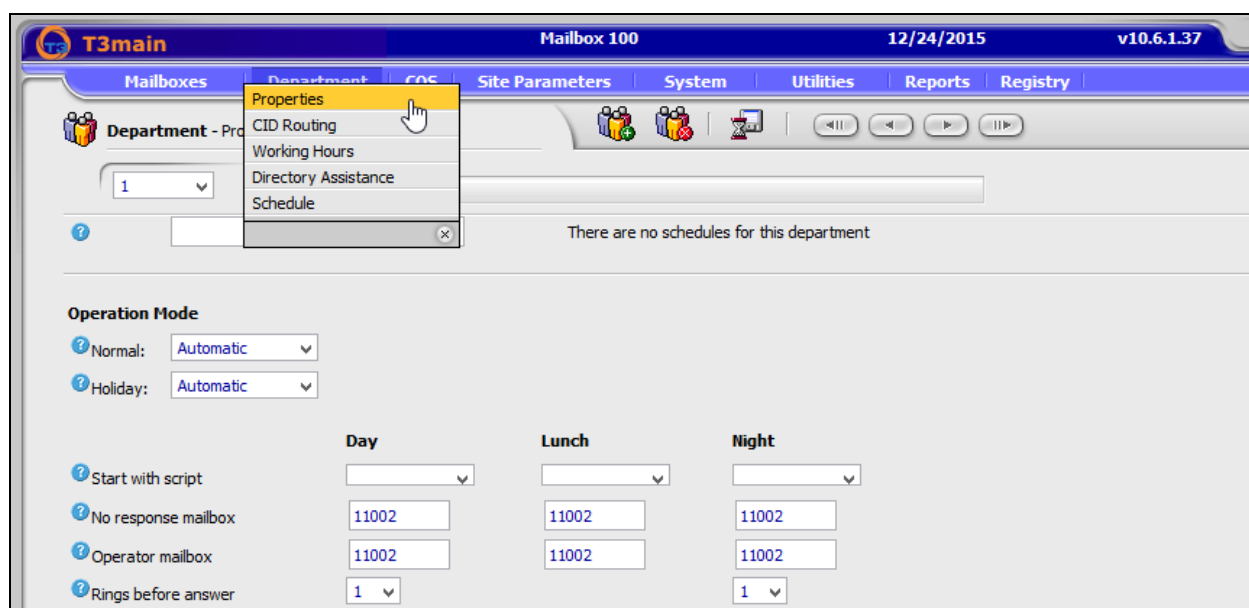 T3 T3main Mailbox 100 12/24/2015 v10.6.1.37
Mailboxes Department COS Site Parameters System Utilities Reports Registry
Properties
Department - Pro
CID Routing
Working Hours
1
Directory Assistance
Schedule
There are no schedules for this department
Operation Mode
Normal: Automatic
Holiday: Automatic
Day Lunch Night
Start with script
No response mailbox 11002 11002 11002
Operator mailbox 11002 11002 11002
Rings before answer 1 1